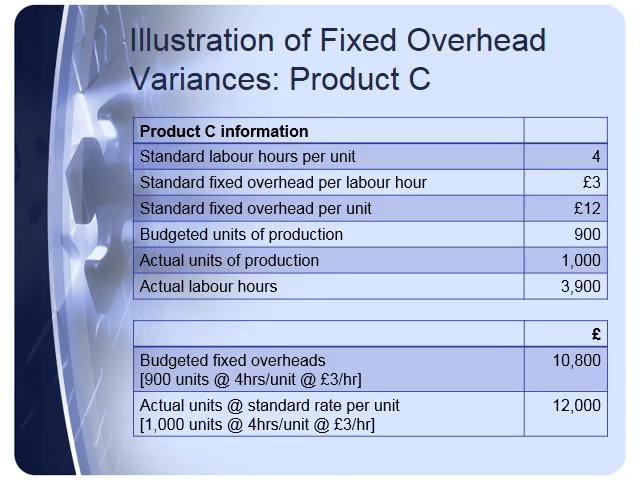 Illustration of Fixed Overhead
Variances: Product C
Product C information
Standard labour hours per unit 4
Standard fixed overhead per labour hour £3
Standard fixed overhead per unit £12
Budgeted units of production 900
Actual units of production 1,000
Actual labour hours 3,900
£
Budgeted fixed overheads 10,800
[900 units @ 4hrs/unit @ £3/hr]
Actual units @ standard rate per unit 12,000
[1,000 units @ 4hrs/unit @ £3/hr]